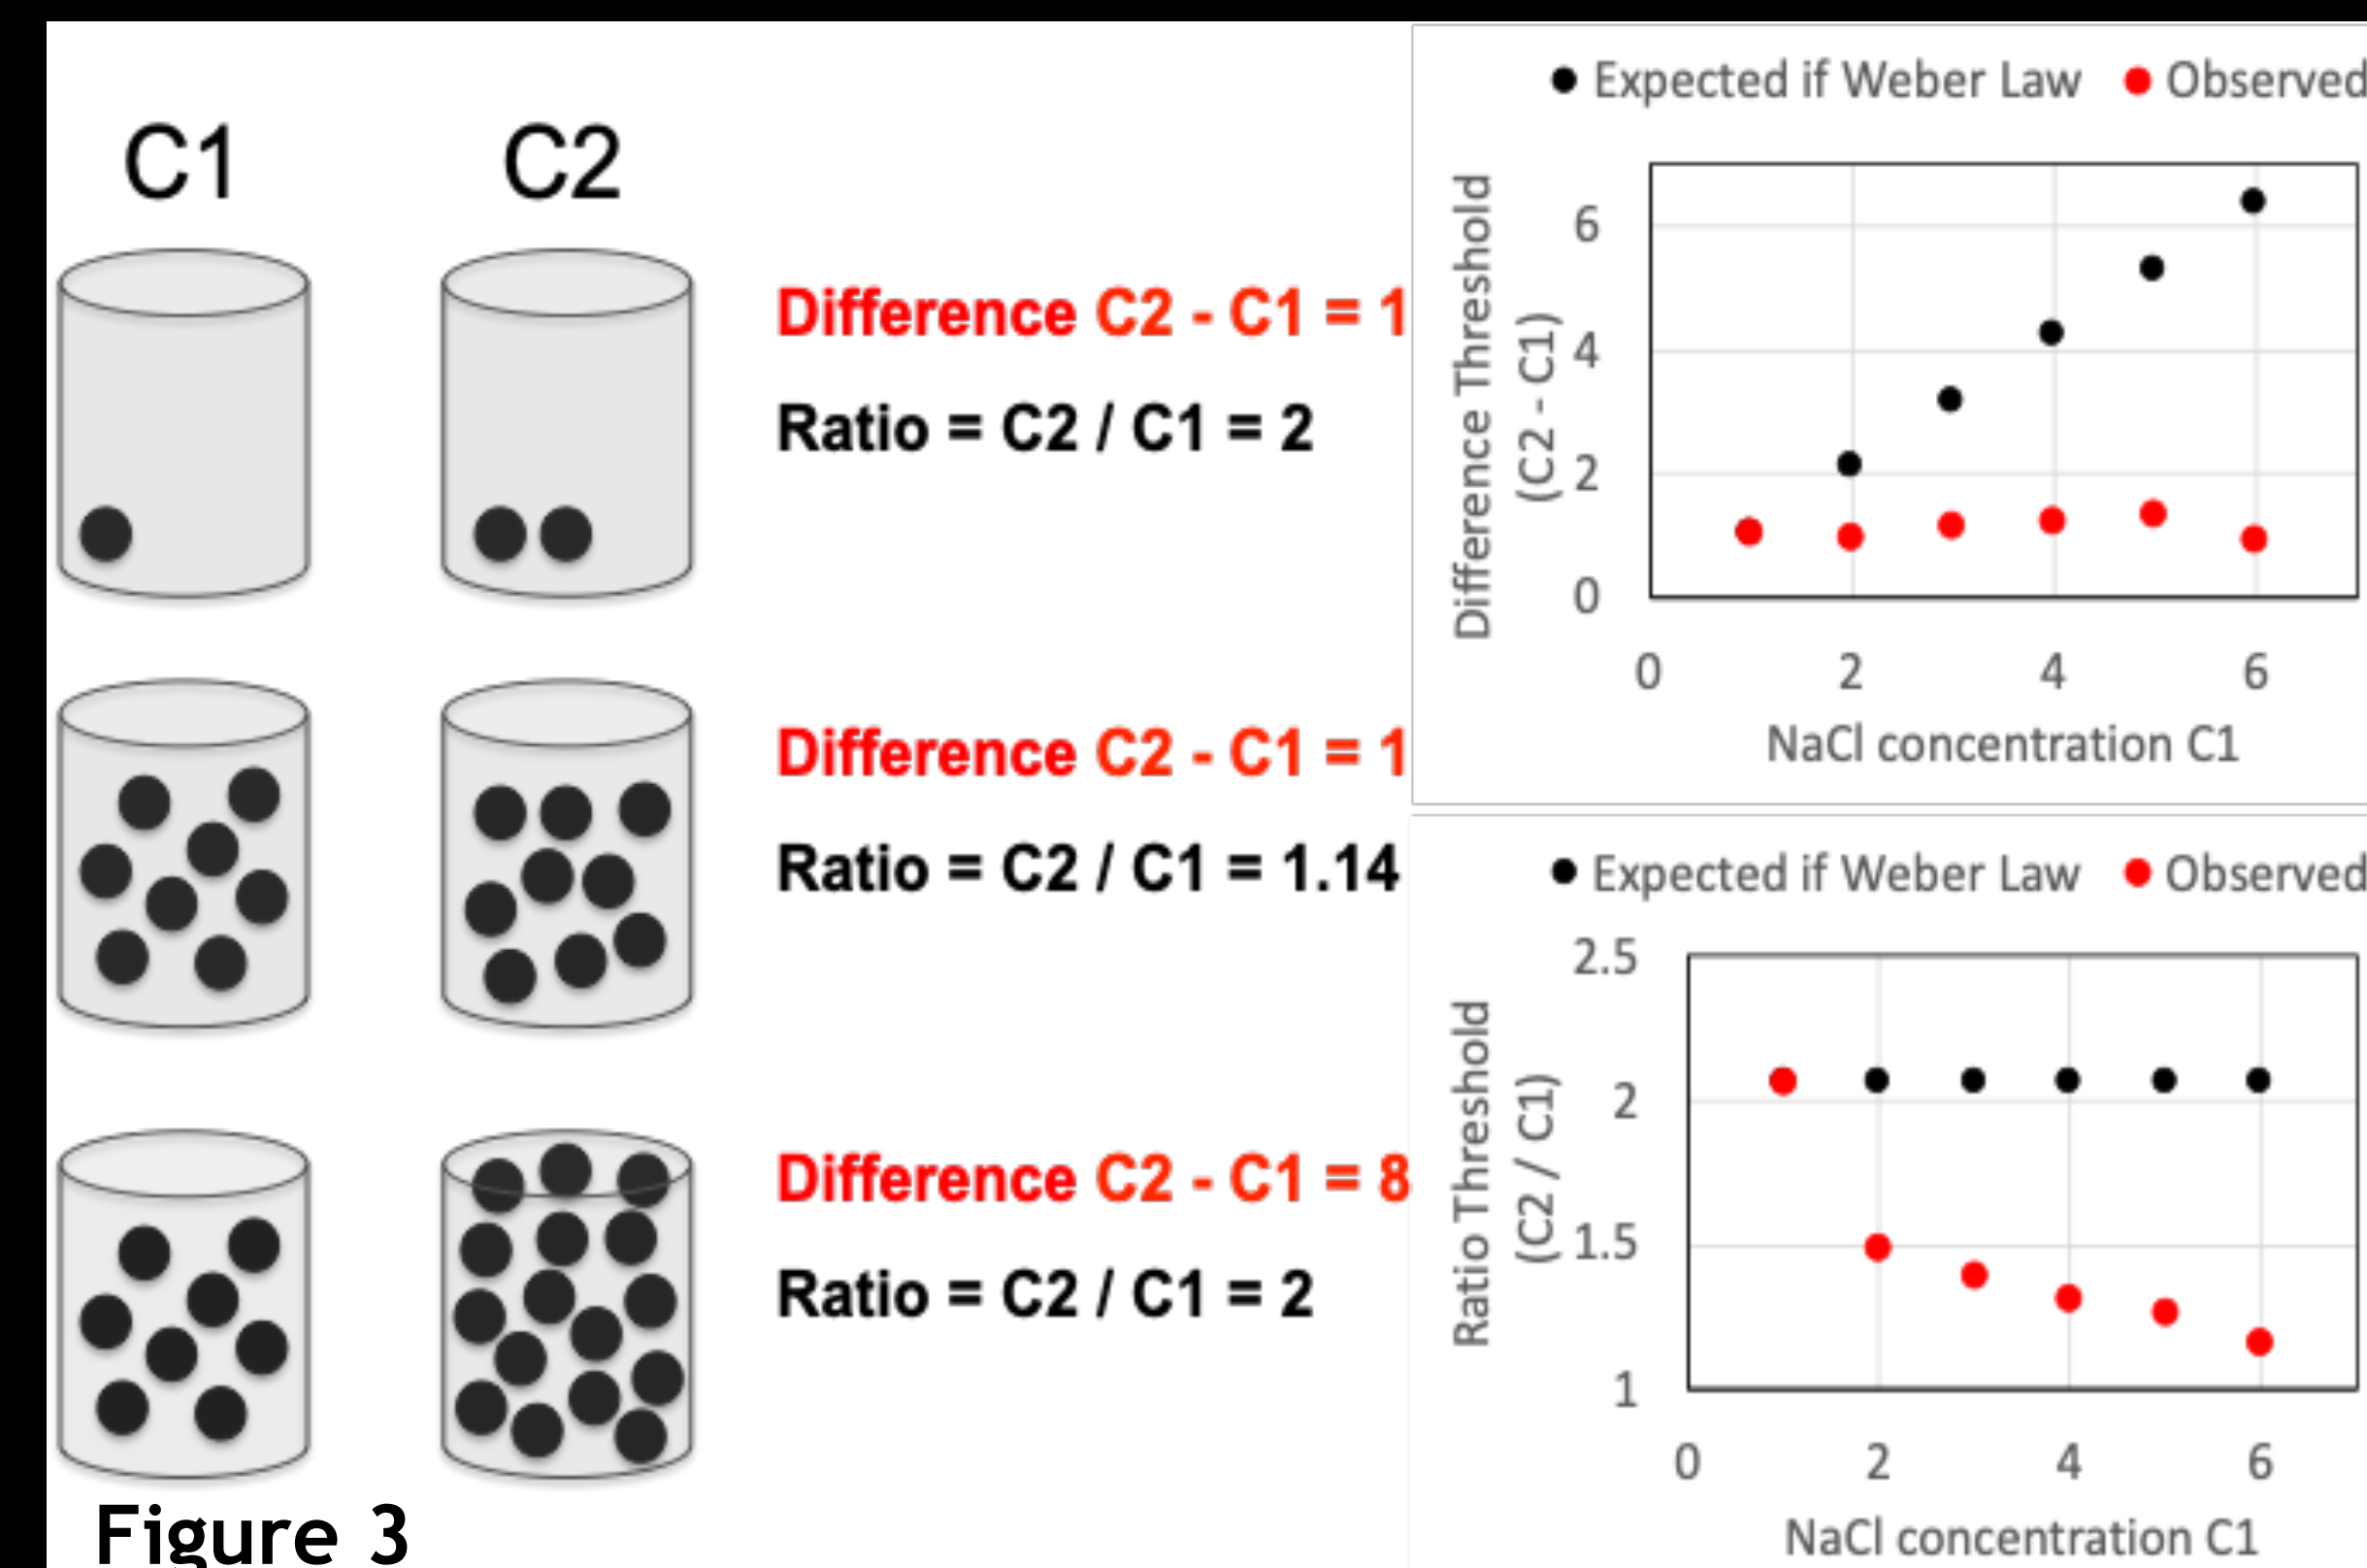 C1 C2
Difference C2 - C1 = 1
Ratio = C2 / C1 = 2
Difference C2 - C1 = 1
Ratio = C2 / C1 = 1.14
Difference C2 - C1 = 8
Ratio = C2 / C1 = 2
Figure 3
Expected if Weber Law Observed
Difference Threshold
(C2 - C1)
6
4
2
0
0 2 4 6
NaCl concentration C1
Expected if Weber Law Observed
Ratio Threshold
(C2 / C1)
2.5
2
1.5
1
0 2 4 6
NaCl concentration C1